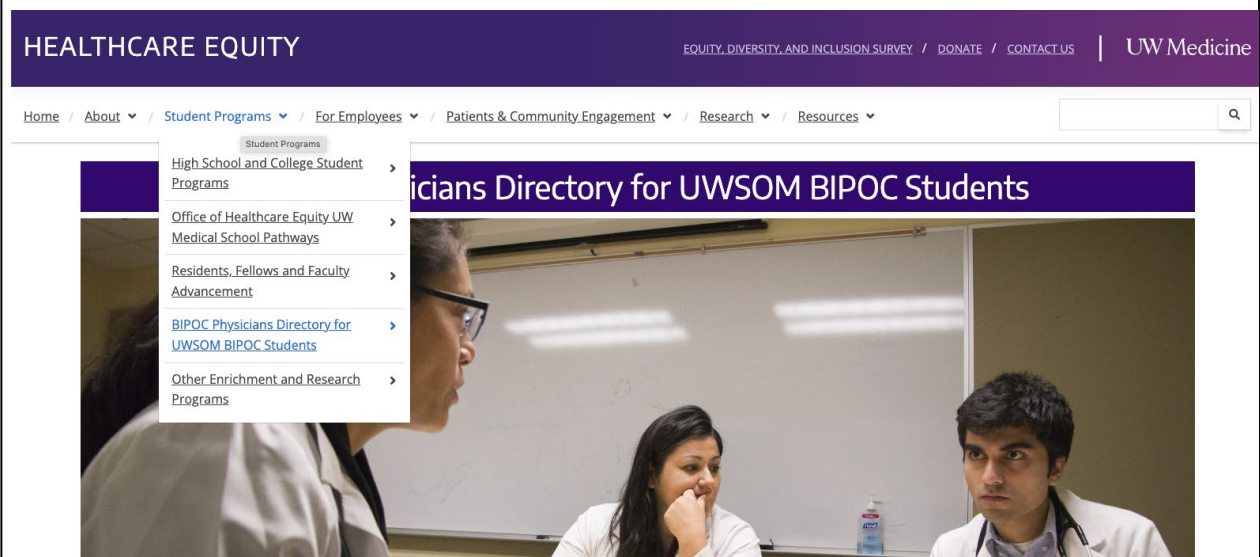 HEALTHCARE EQUITY
EQUITY, DIVERSITY, AND INCLUSION SURVEY / DONATE / CONTACT US | UW Medicine
Home / About / Student Programs / For Employees / Patients & Community Engagement / Research / Resources
Student Programs
High School and College Student
Programs
Office of Healthcare Equity UW
Medical School Pathways
Residents, Fellows and Faculty
Advancement
BIPOC Physicians Directory for
UWSOM BIPOC Students
Other Enrichment and Research
Programs
icians Directory for UWSOM BIPOC Students